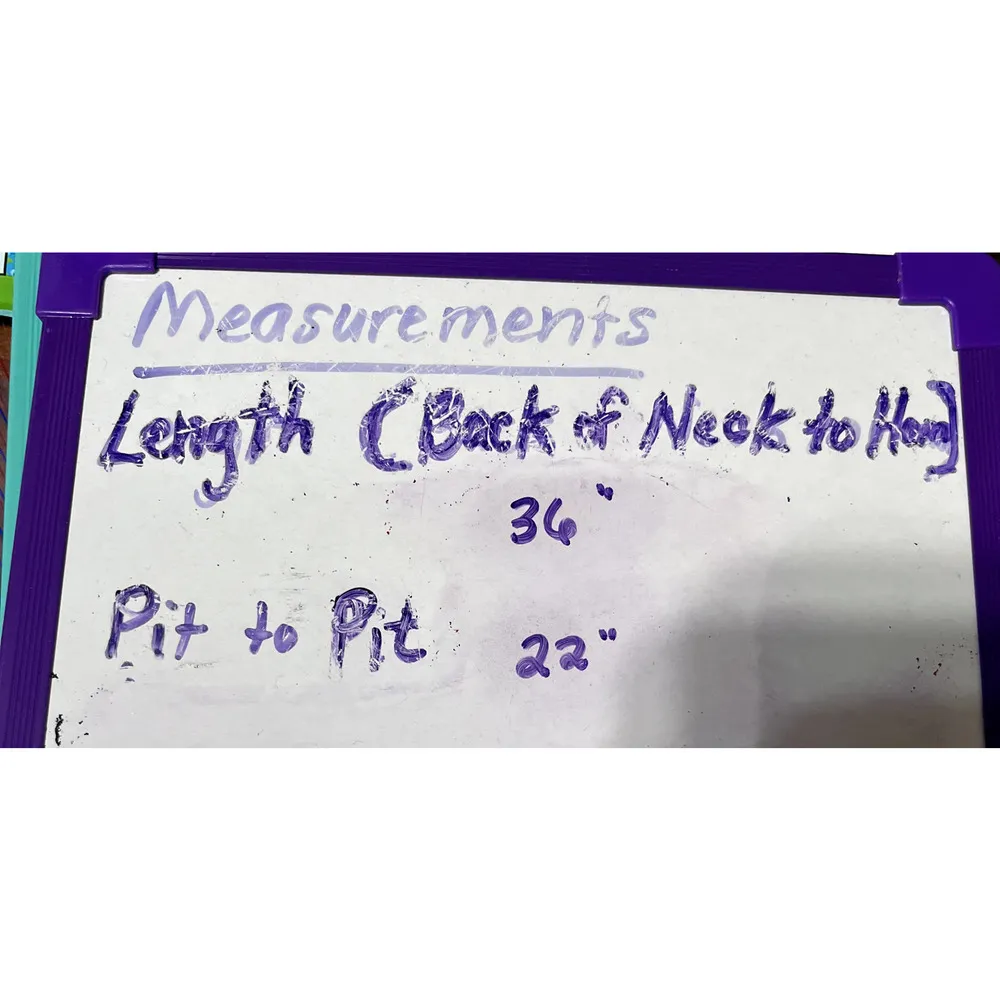 Measurements
Length (Back of Neck to Hem)
36"
Pit to Pit 22"